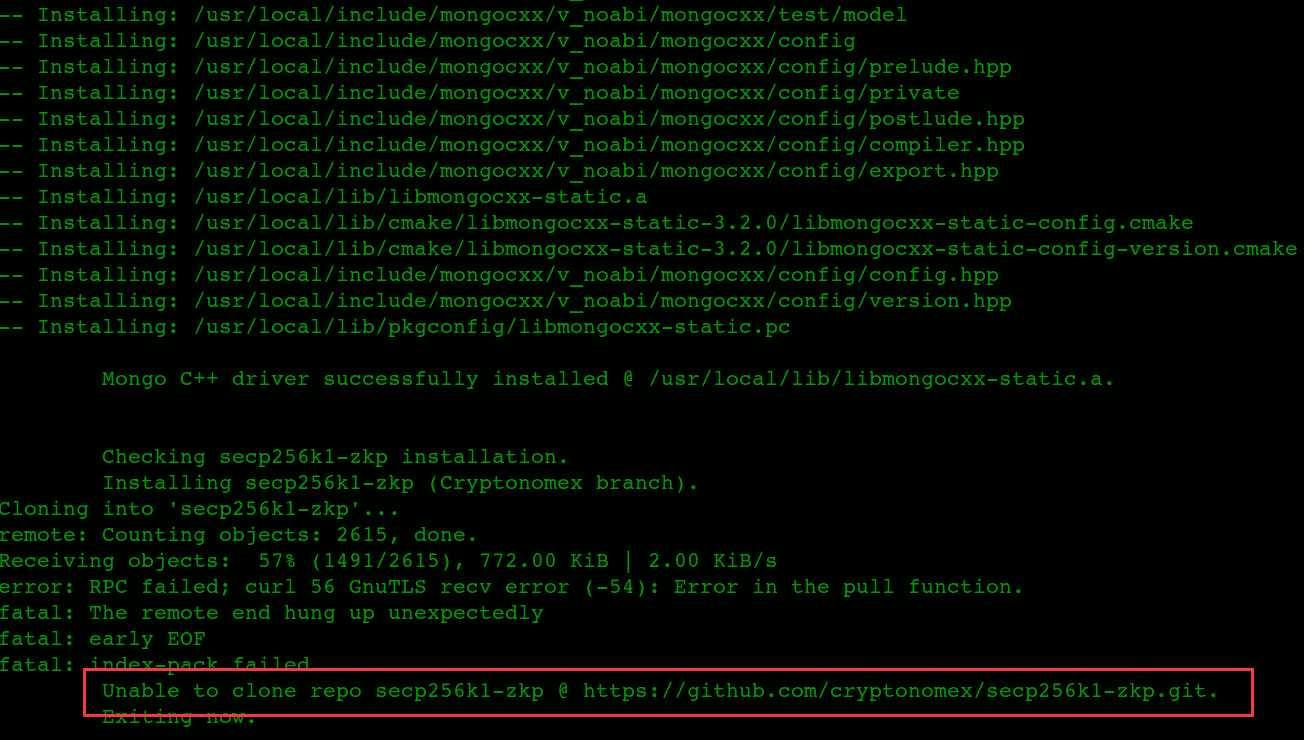 -- Installing: /usr/local/include/mongocxx/v_noabi/mongocxx/test/model
-- Installing: /usr/local/include/mongocxx/v_noabi/mongocxx/config
-- Installing: /usr/local/include/mongocxx/v_noabi/mongocxx/config/prelude.hpp
-- Installing: /usr/local/include/mongocxx/v_noabi/mongocxx/config/private
-- Installing: /usr/local/include/mongocxx/v_noabi/mongocxx/config/postlude.hpp
-- Installing: /usr/local/include/mongocxx/v_noabi/mongocxx/config/compiler.hpp
-- Installing: /usr/local/include/mongocxx/v_noabi/mongocxx/config/export.hpp
-- Installing: /usr/local/lib/libmongocxx-static.a
-- Installing: /usr/local/lib/cmake/libmongocxx-static-3.2.0/libmongocxx-static-config.cmake
-- Installing: /usr/local/lib/cmake/libmongocxx-static-3.2.0/libmongocxx-static-config-version.cmake
-- Installing: /usr/local/include/mongocxx/v_noabi/mongocxx/config/config.hpp
-- Installing: /usr/local/include/mongocxx/v_noabi/mongocxx/config/version.hpp
-- Installing: /usr/local/lib/pkgconfig/libmongocxx-static.pc
Mongo C++ driver successfully installed @ /usr/local/lib/libmongocxx-static.a.
Checking secp256k1-zkp installation.
Installing secp256k1-zkp (Cryptonomex branch).
Cloning into 'secp256k1-zkp'...
remote: Counting objects: 2615, done.
Receiving objects:  57% (1491/2615), 772.00 KiB | 2.00 KiB/s
error: RPC failed; curl 56 GnuTLS recv error (-54): Error in the pull function.
fatal: The remote end hung up unexpectedly
fatal: early EOF
fatal: index-pack failed
Unable to clone repo secp256k1-zkp @ https://github.com/cryptonomex/secp256k1-zkp.git.
Exiting now.